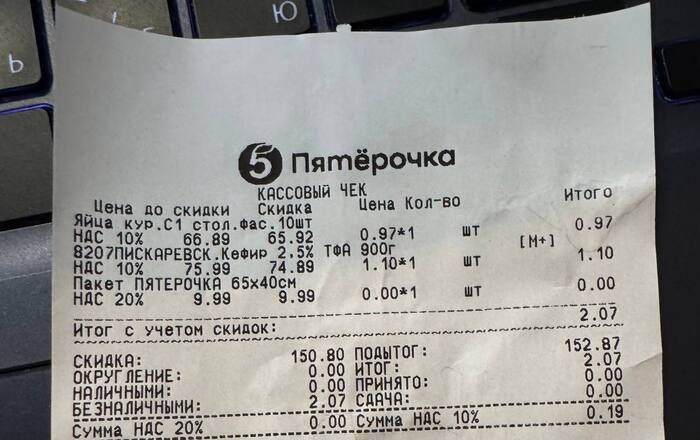 Ю
Ь
5 Пятёрочка
КАССОВЫЙ ЧЕК
Цена до скидки Скидка Цена Кол-во Итого
Яйца кур.С1 стол.фас.10шт
НДС 10% 66.89 65.92 0.97*1 шт 0.97
8207ПИСКАРЕВСК.Кефир 2.5% ТФА 900г [М+]
НДС 10% 75.99 74.89 1.10*1 шт 1.10
Пакет ПЯТЕРОЧКА 65х40см
НДС 20% 9.99 9.99 0.00*1 шт 0.00
Итог с учетом скидок: 2.07
СКИДКА: 150.80 ПОДЫТОГ: 152.87
ОКРУГЛЕНИЕ: 0.00 ИТОГ: 2.07
НАЛИЧНЫМИ: 0.00 ПРИНЯТО: 0.00
БЕЗНАЛИЧНЫМИ: 2.07 СДАЧА: 0.00
Сумма НДС 20% 0.00 Сумма НДС 10% 0.19